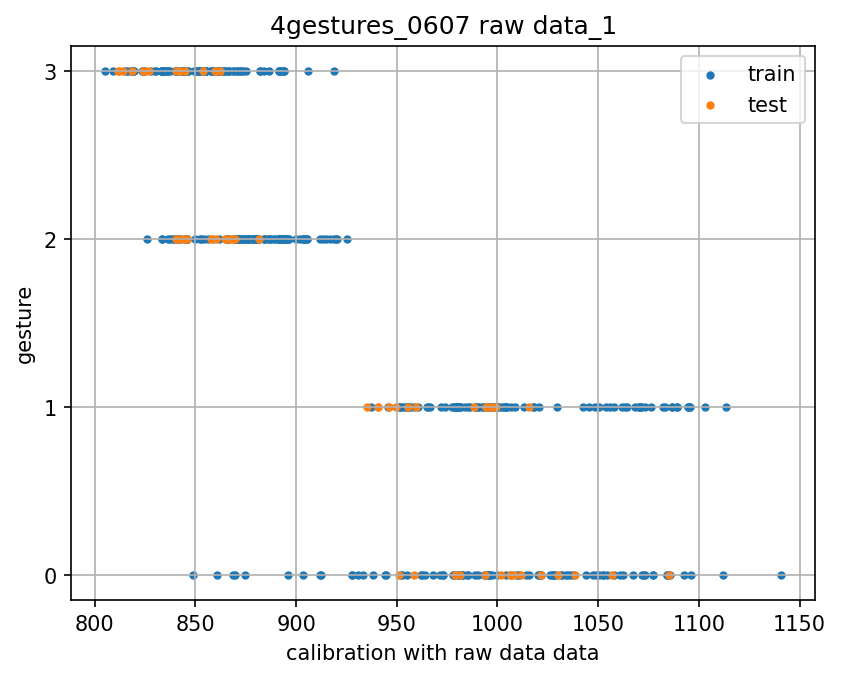 4gestures_0607 raw data_1
train
test
gesture
3
2
1
0
800 850 900 950 1000 1050 1100 1150
calibration with raw data data